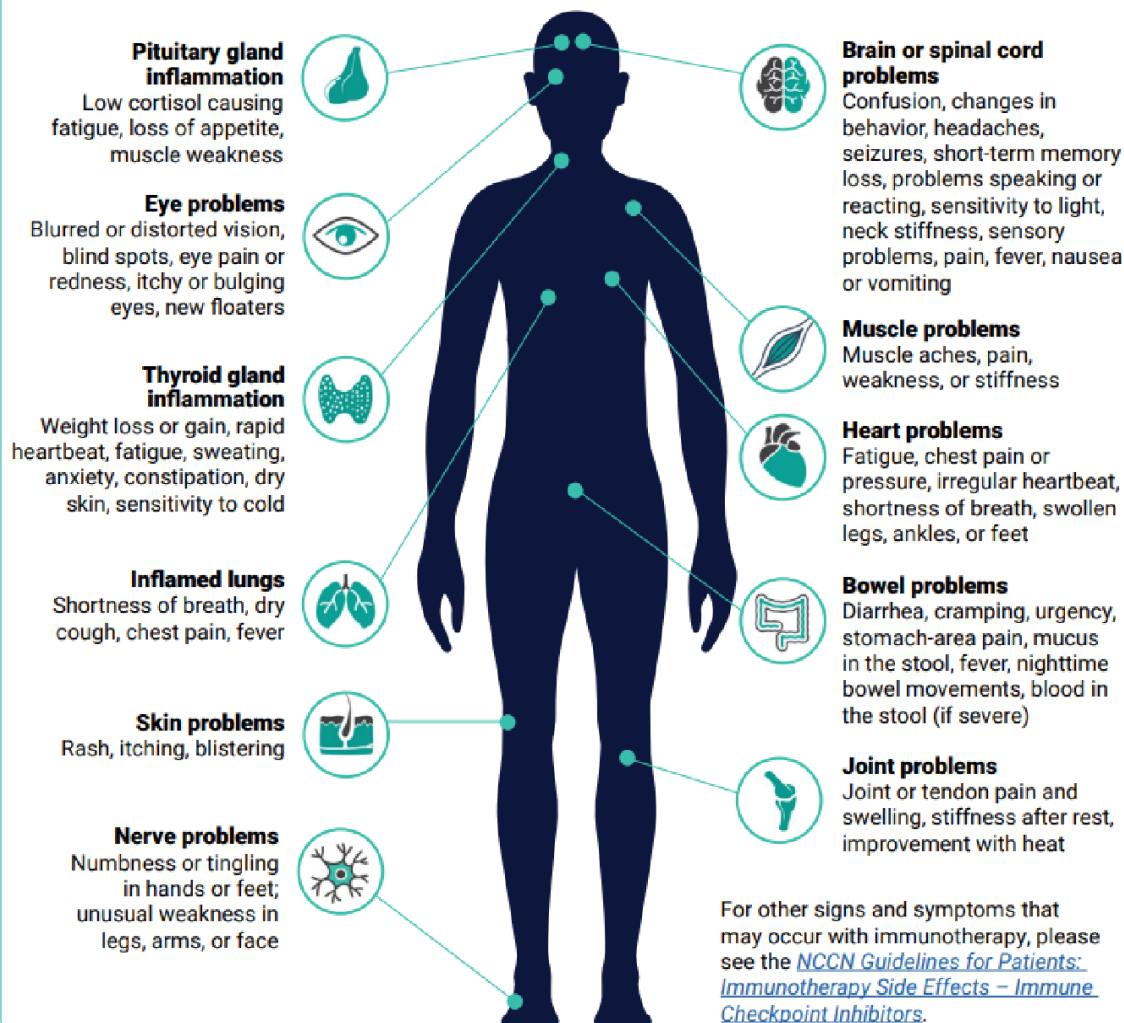 Pituitary gland
inflammation
Low cortisol causing
fatigue, loss of appetite,
muscle weakness
Eye problems
Blurred or distorted vision,
blind spots, eye pain or
redness, itchy or bulging
eyes, new floaters
Thyroid gland
inflammation
Weight loss or gain, rapid
heartbeat, fatigue, sweating,
anxiety, constipation, dry
skin, sensitivity to cold
Inflamed lungs
Shortness of breath, dry
cough, chest pain, fever
Skin problems
Rash, itching, blistering
Nerve problems
Numbness or tingling
in hands or feet;
unusual weakness in
legs, arms, or face
Brain or spinal cord
problems
Confusion, changes in
behavior, headaches,
seizures, short-term memory
loss, problems speaking or
reacting, sensitivity to light,
neck stiffness, sensory
problems, pain, fever, nausea
or vomiting
Muscle problems
Muscle aches, pain,
weakness, or stiffness
Heart problems
Fatigue, chest pain or
pressure, irregular heartbeat,
shortness of breath, swollen
legs, ankles, or feet
Bowel problems
Diarrhea, cramping, urgency,
stomach-area pain, mucus
in the stool, fever, nighttime
bowel movements, blood in
the stool (if severe)
Joint problems
Joint or tendon pain and
swelling, stiffness after rest,
improvement with heat
For other signs and symptoms that
may occur with immunotherapy, please
see the NCCN Guidelines for Patients:
Immunotherapy Side Effects – Immune
Checkpoint Inhibitors.